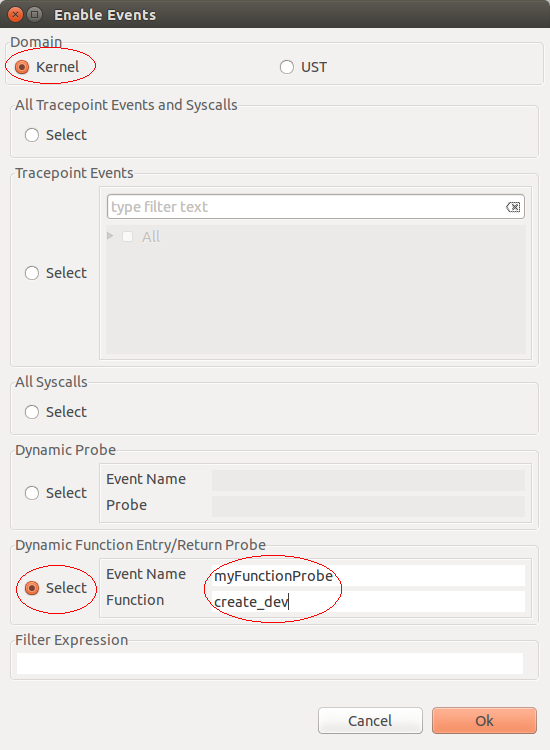 Enable Events
Domain
Kernel
UST
All Tracepoint Events and Syscalls
Select
Tracepoint Events
type filter text
All
Select
All Syscalls
Select
Dynamic Probe
Event Name
Select
Probe
Dynamic Function Entry/Return Probe
Event Name myFunctionProbe
Select
Function create_dev
Filter Expression
Cancel Ok